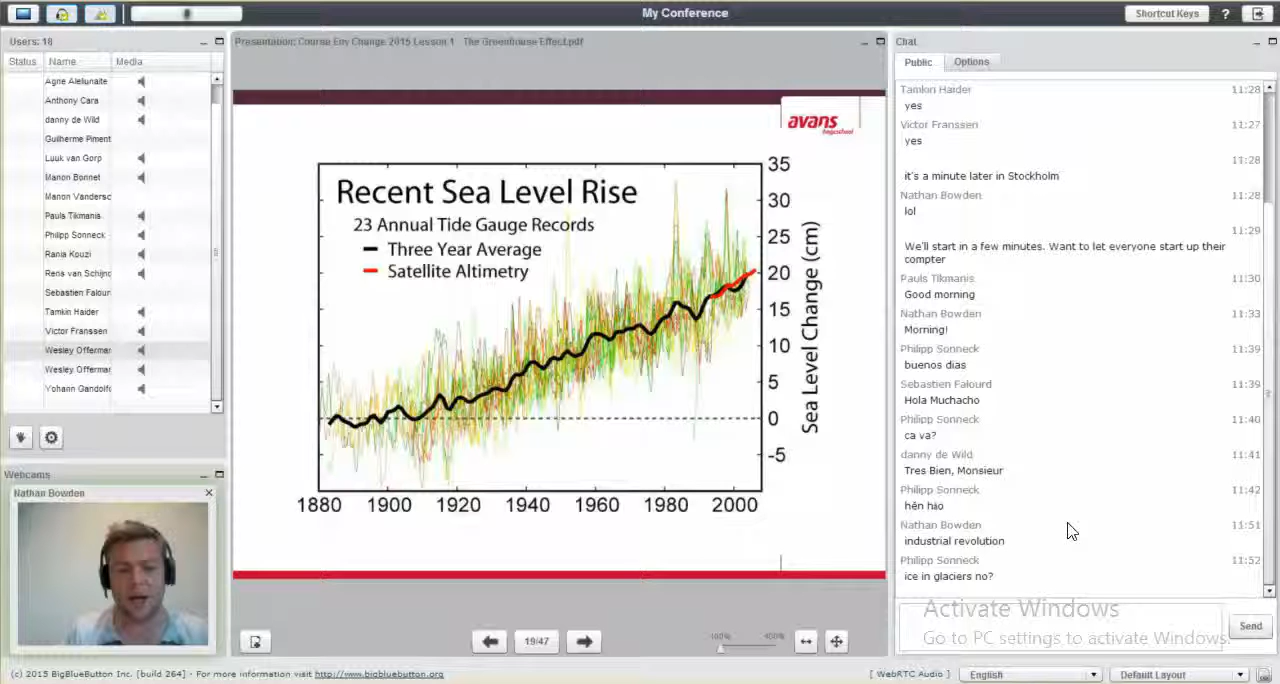 My Conference
Shortcut Keys
?
Users: 18
Status Name Media
Agne Aleliunaite
Anthony Cara
danny de Wild
Guilherme Piment
Luuk van Gorp
Manon Bonnet
Manon Vandersc
Pauls Tikmanis
Philipp Sonneck
Rania Kouzi
Rens van Schijnd
Sebastien Falour
Tamkin Haider
Victor Franssen
Wesley Offermar
Wesley Offermar
Yohann Gandolfo
Webcams
Nathan Bowden
Presentation: Course Env Change 2015 Lesson 1 The Greenhouse Effect.pdf
avans
hogeschool
Recent Sea Level Rise
23 Annual Tide Gauge Records
Three Year Average
Satellite Altimetry
35
30
25
20
15
10
5
0
-5
Sea Level Change (cm)
1880 1900 1920 1940 1960 1980 2000
19/47
100% 400%
Chat
Public Options
Tamkin Haider 11:28
yes
Victor Franssen 11:27
yes
11:28
it's a minute later in Stockholm
Nathan Bowden 11:28
lol
11:29
We'll start in a few minutes. Want to let everyone start up their
compter
Pauls Tikmanis 11:30
Good morning
Nathan Bowden 11:33
Morning!
Philipp Sonneck 11:39
buenos dias
Sebastien Falourd 11:39
Hola Muchacho
Philipp Sonneck 11:40
ca va?
danny de Wild 11:41
Tres Bien, Monsieur
Philipp Sonneck 11:42
hěn hǎo
Nathan Bowden 11:51
industrial revolution
Philipp Sonneck 11:52
ice in glaciers no?
Activate Windows
Go to PC settings to activate Windows.
Send
(c) 2015 BigBlueButton Inc. [build 264] - For more information visit http://www.bigbluebutton.org
[ WebRTC Audio ]
English
Default Layout